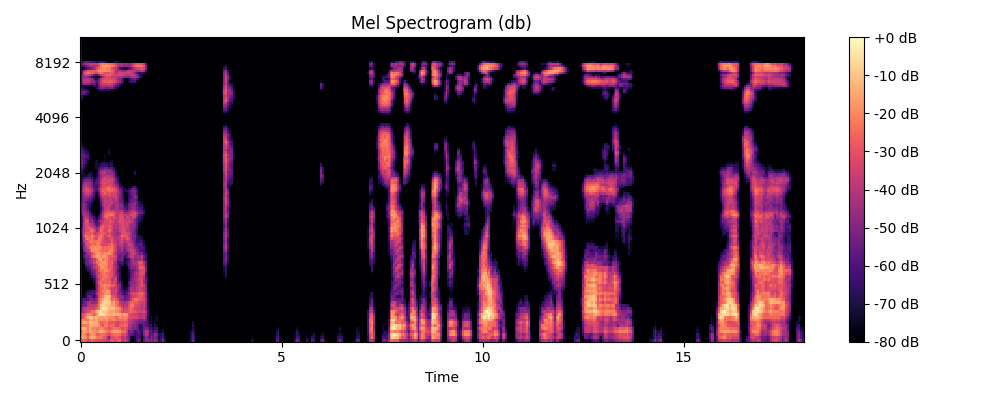 Mel Spectrogram (db)
8192
4096
2048
1024
512
0
Hz
0 5 10 15
Time
+0 dB
-10 dB
-20 dB
-30 dB
-40 dB
-50 dB
-60 dB
-70 dB
-80 dB